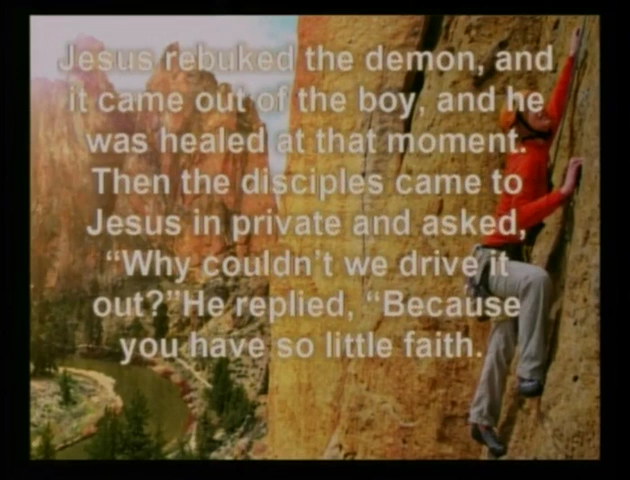 Jesus rebuked the demon, and
it came out of the boy, and he
was healed at that moment.
Then the disciples came to
Jesus in private and asked,
“Why couldn’t we drive it
out?”He replied, “Because
you have so little faith.